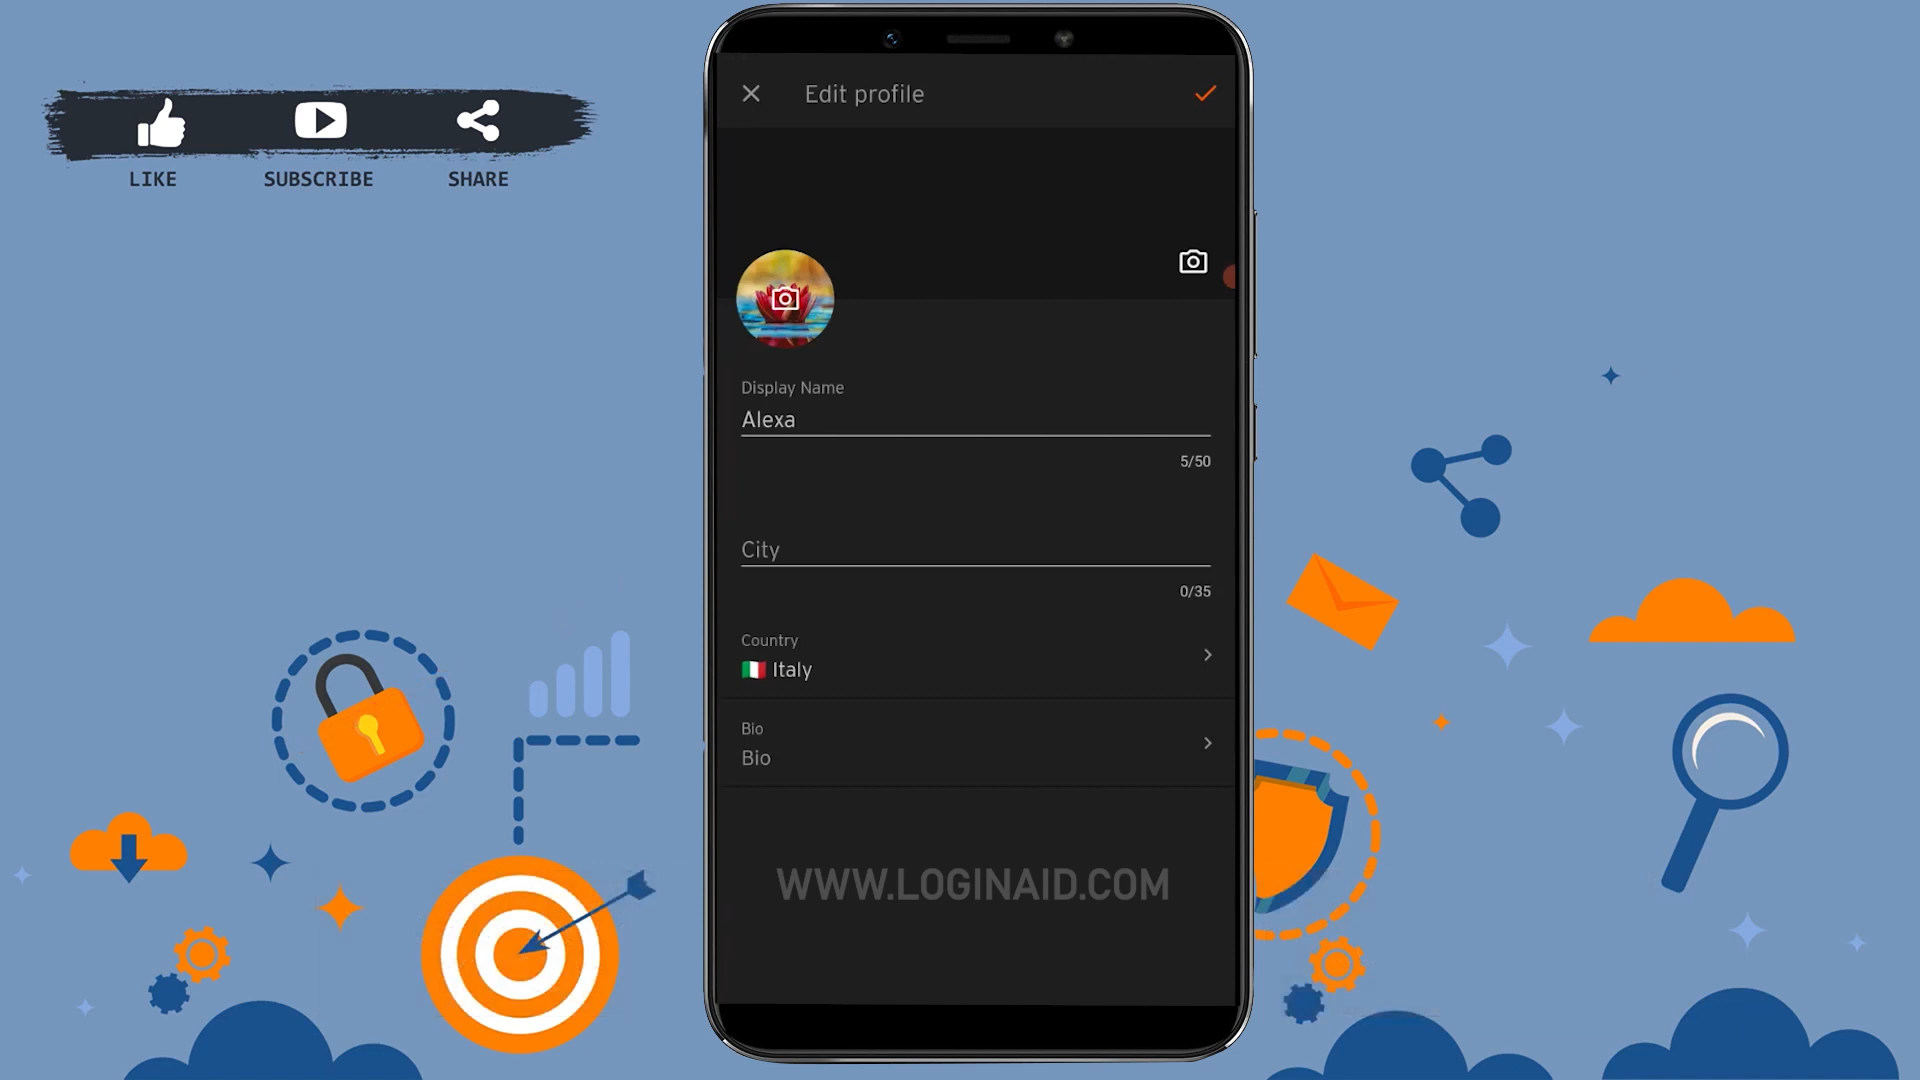 LIKE SUBSCRIBE SHARE
Edit profile
Display Name
Alexa
5/50
City
0/35
Country
Italy
Bio
Bio
WWW.LOGINAID.COM